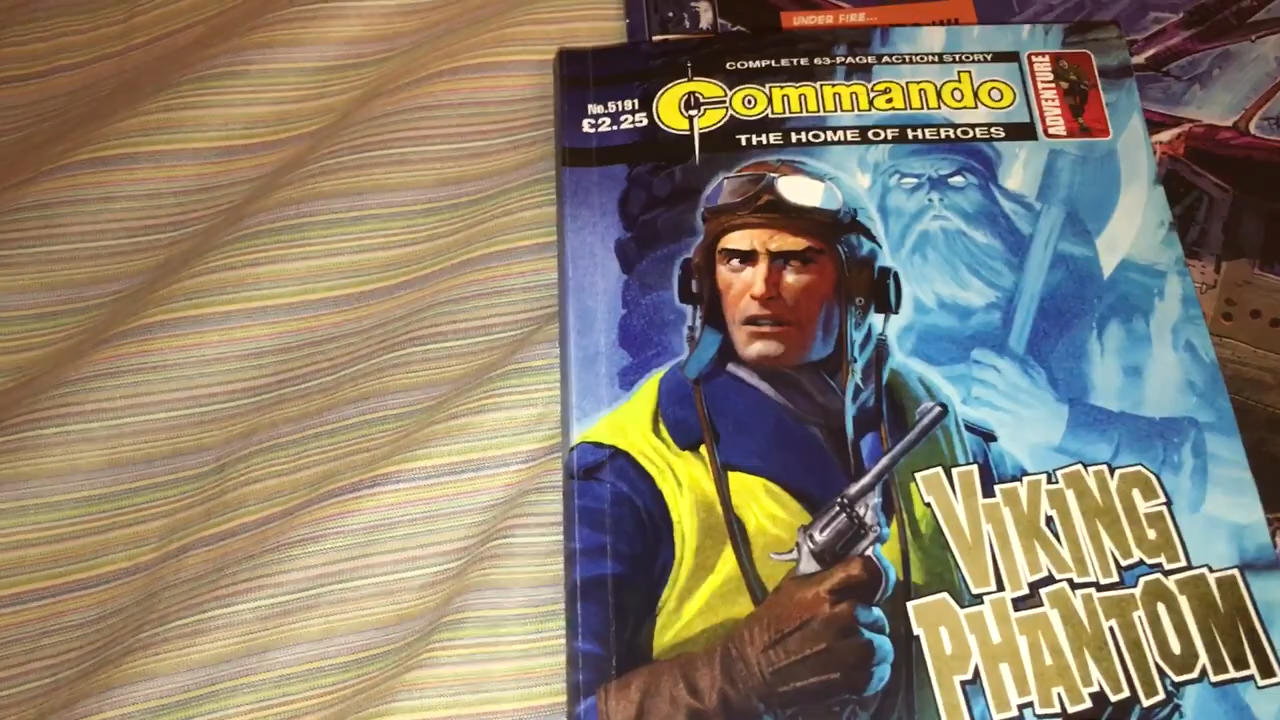 UNDER FIRE...
COMPLETE 63-PAGE ACTION STORY
No.5191
£2.25
Commando
THE HOME OF HEROES
ADVENTURE
VIKING
PHANTOM